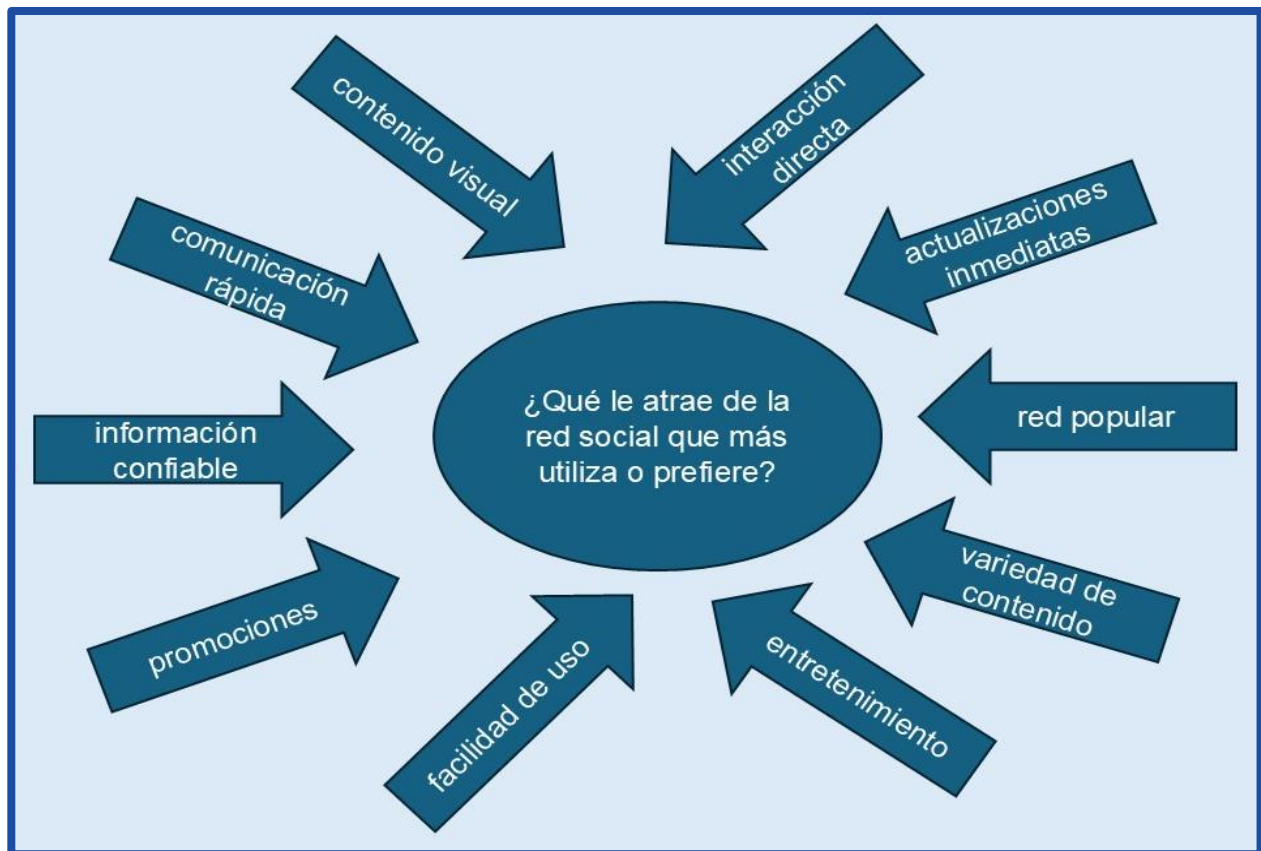 contenido visual
interacción
directa
comunicación
rápida
actualizaciones
inmediatas
información
confiable
¿Qué le atrae de la
red social que más
utiliza o prefiere?
red popular
promociones
variedad de
contenido
facilidad de uso
entretenimiento